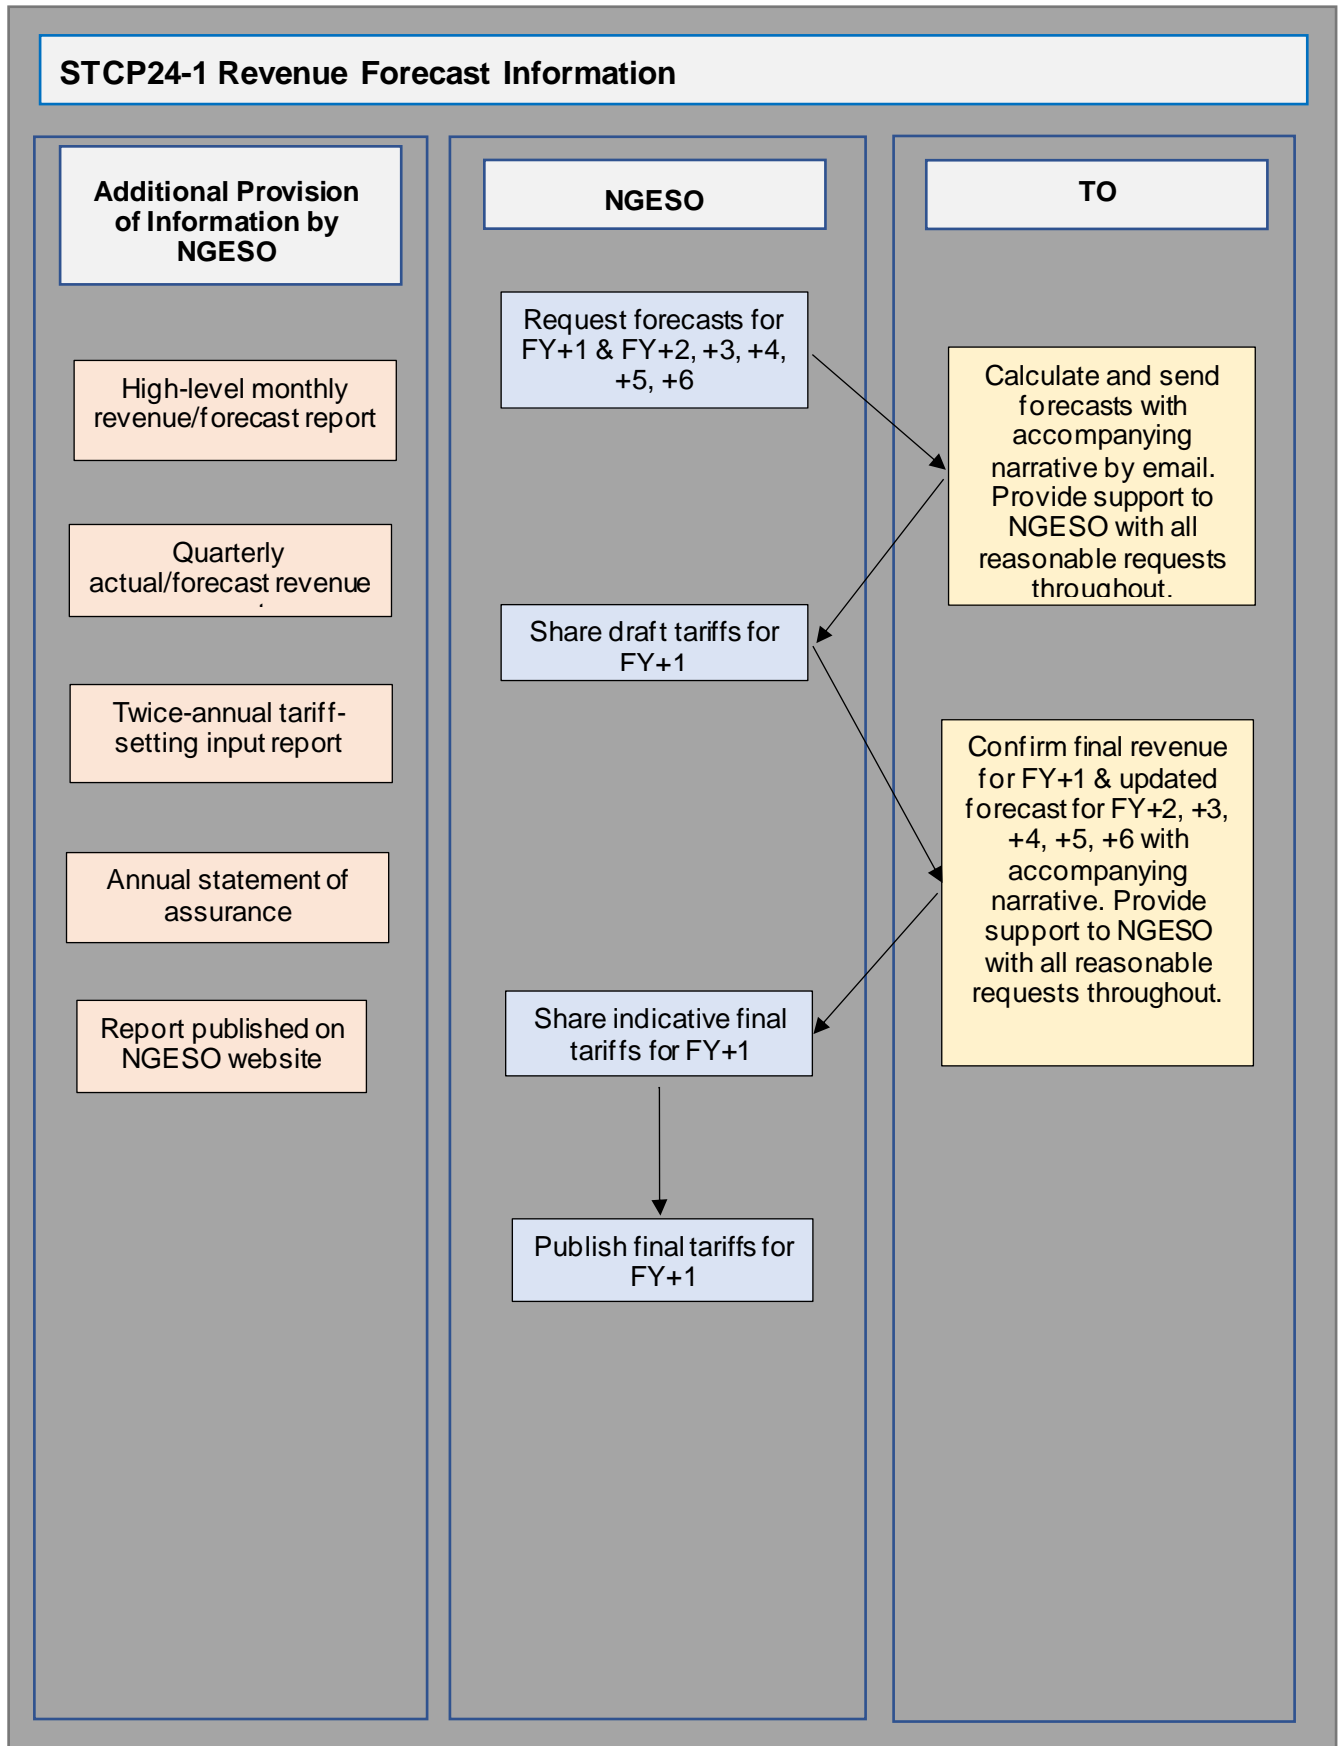 STCP24-1 Revenue Forecast Information
Additional Provision
of Information by
NGESO
High-level monthly
revenue/forecast report
Quarterly
actual/forecast revenue
Twice-annual tariff-
setting input report
Annual statement of
assurance
Report published on
NGESO website
NGESO
Request forecasts for
FY+1 & FY+2, +3, +4,
+5, +6
Share draft tariffs for
FY+1
Share indicative final
tariffs for FY+1
Publish final tariffs for
FY+1
TO
Calculate and send
forecasts with
accompanying
narrative by email.
Provide support to
NGESO with all
reasonable requests
throughout.
Confirm final revenue
for FY+1 & updated
forecast for FY+2, +3,
+4, +5, +6 with
accompanying
narrative. Provide
support to NGESO
with all reasonable
requests throughout.